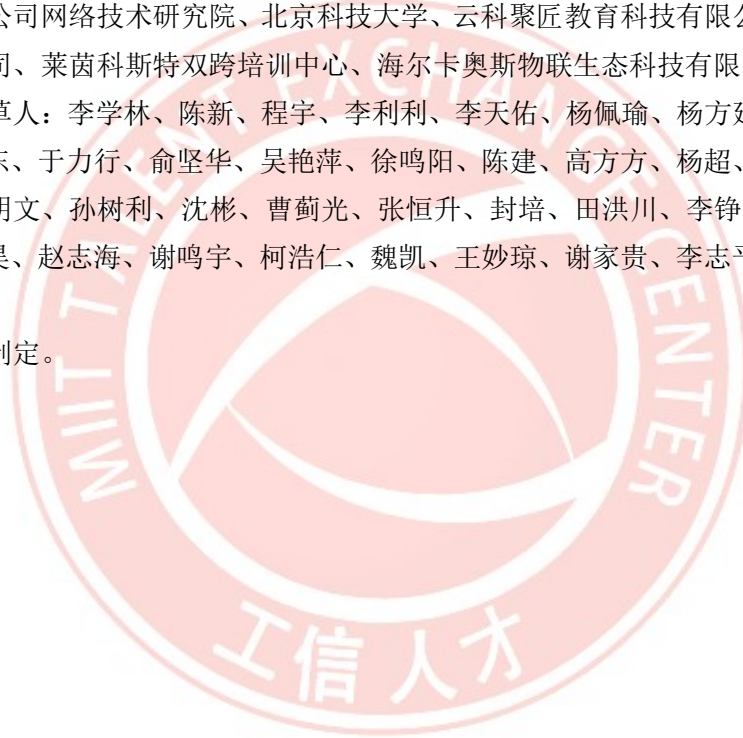 公司网络技术研究院、北京科技大学、云科聚匠教育科技有限公
司、莱茵科斯特双跨培训中心、海尔卡奥斯物联生态科技有限
草人：李学林、陈新、程宇、李利利、李天佑、杨佩瑜、杨方
东、于力行、俞坚华、吴艳萍、徐鸣阳、陈建、高方方、杨超、
明文、孙树利、沈彬、曹蓟光、张恒升、封培、田洪川、李铮
昊、赵志海、谢鸣宇、柯浩仁、魏凯、王妙琼、谢家贵、李志平
制定。
MIIT TALENT EXCHANGE CENTER
工信人才